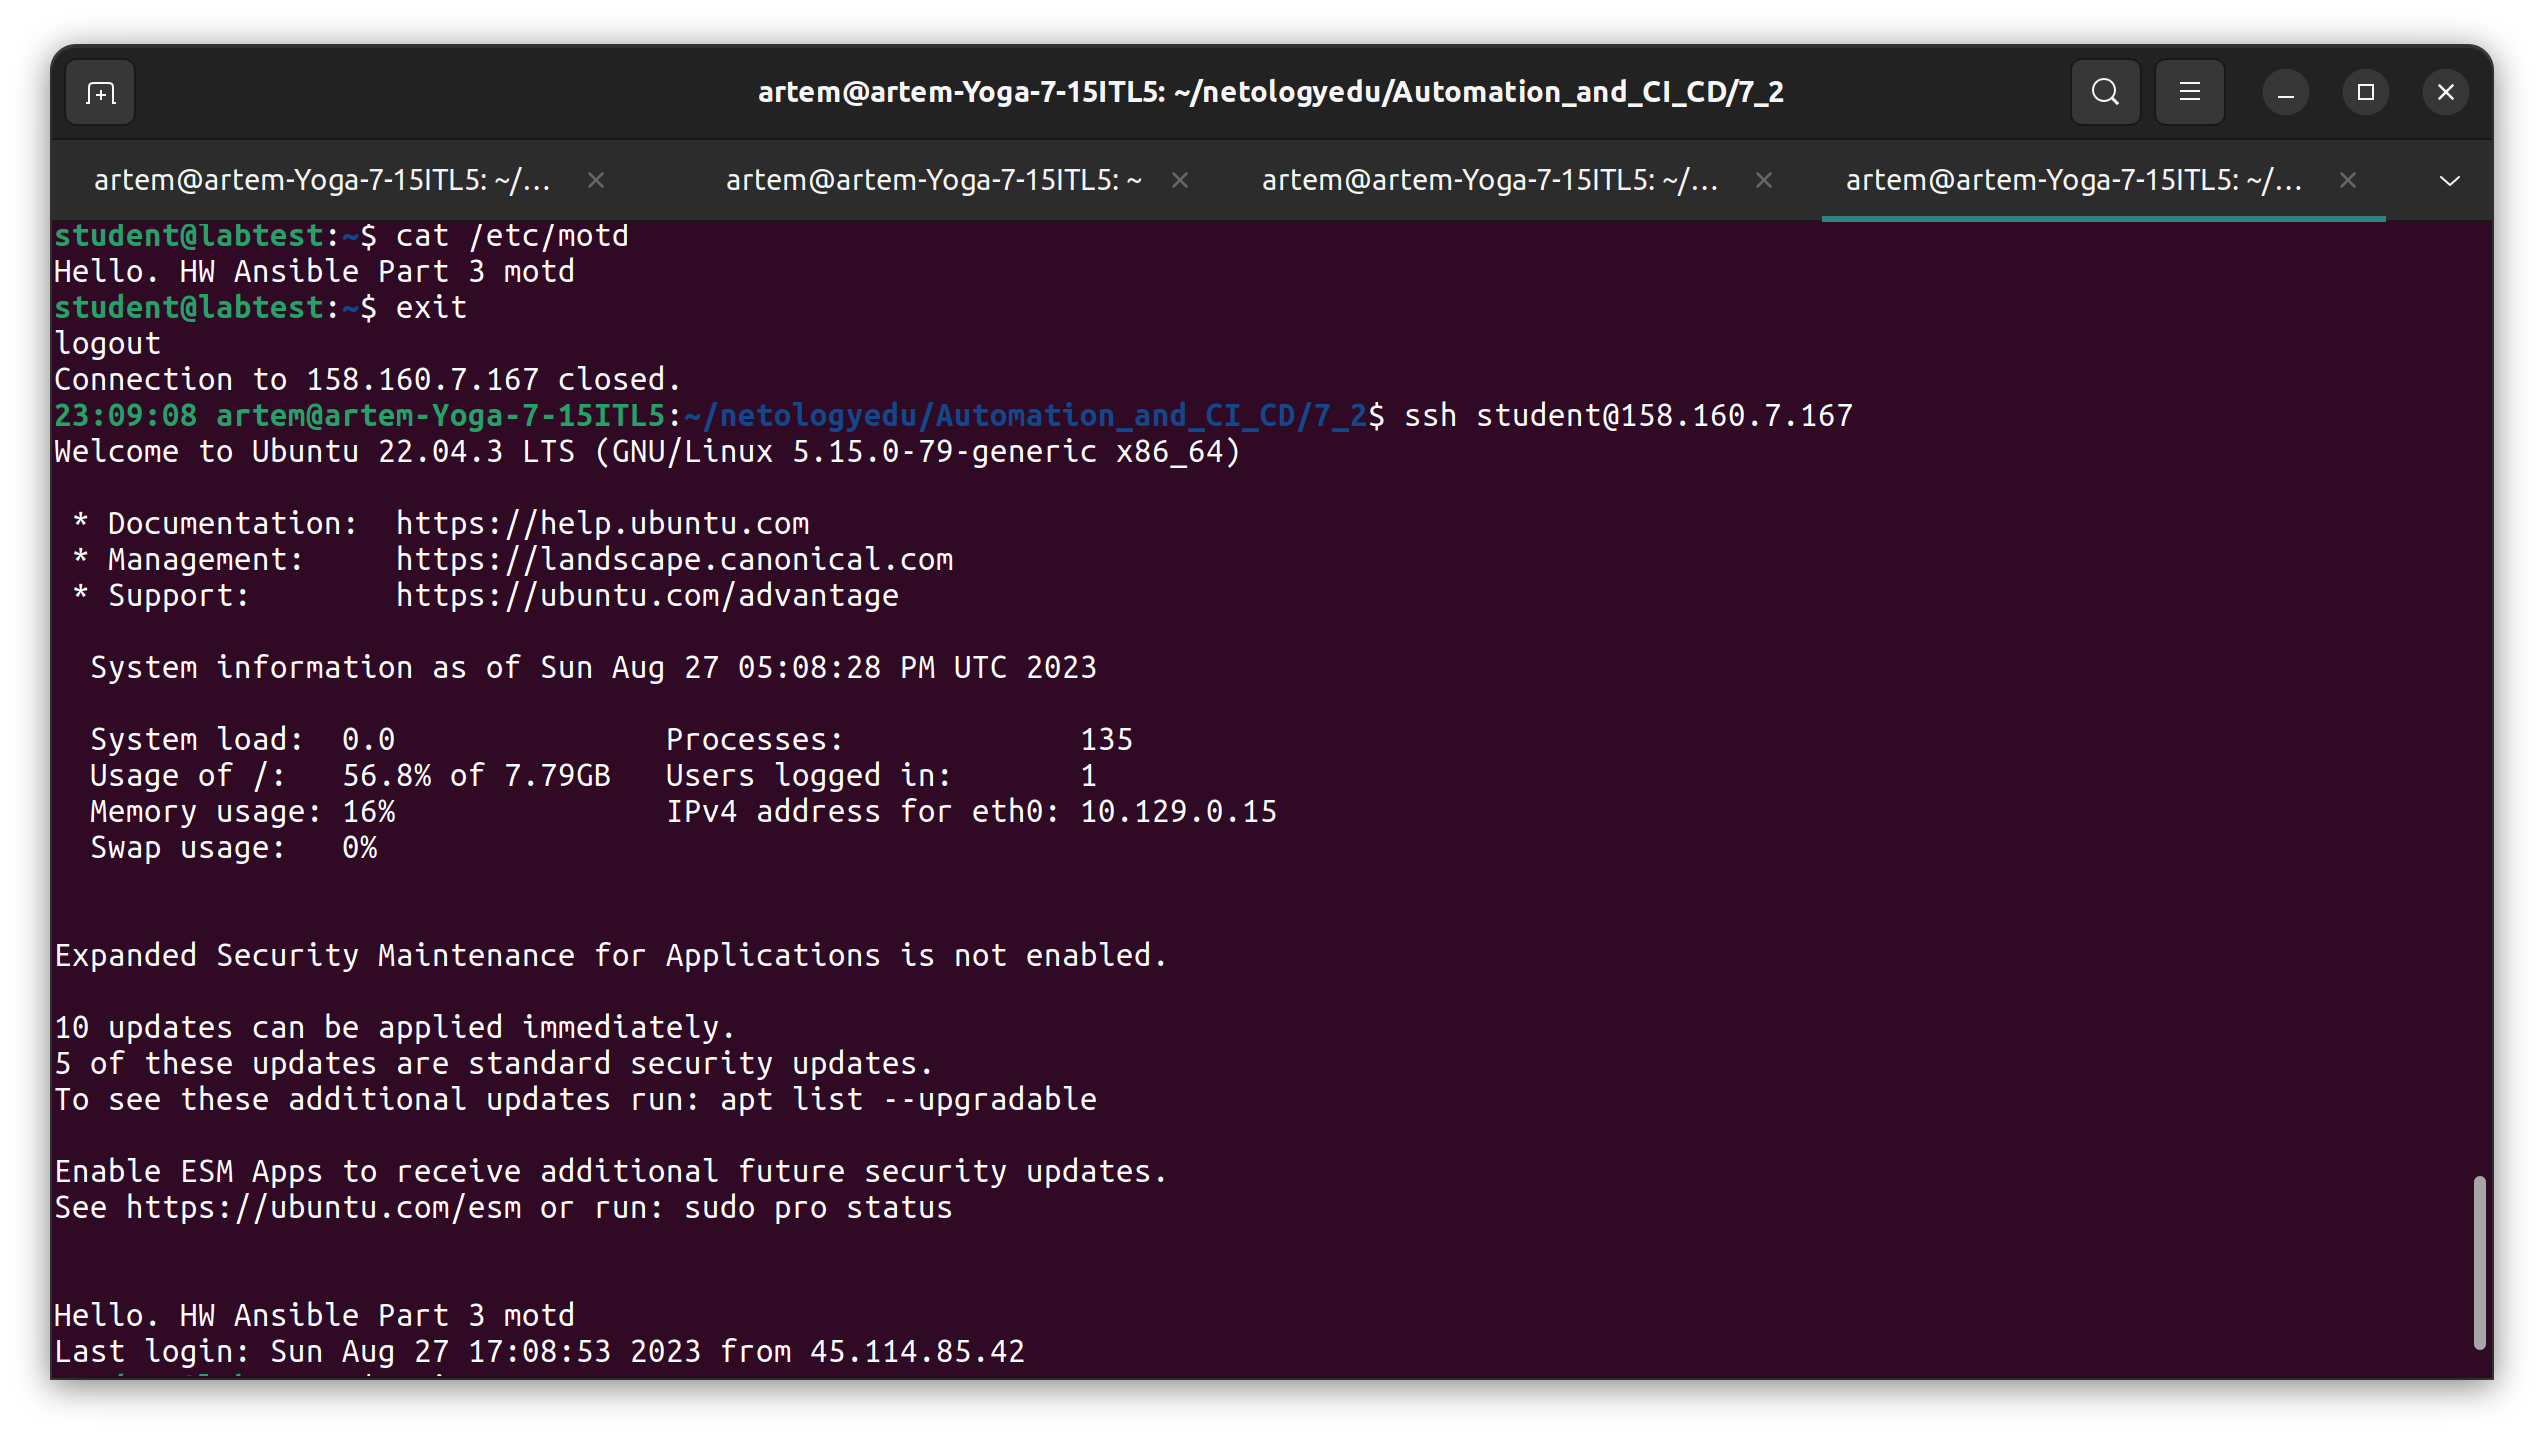 artem@artem-Yoga-7-15ITL5: ~/netologyedu/Automation_and_CI_CD/7_2
artem@artem-Yoga-7-15ITL5: ~/... artem@artem-Yoga-7-15ITL5: ~ artem@artem-Yoga-7-15ITL5: ~/... artem@artem-Yoga-7-15ITL5: ~/...
student@labtest:~$ cat /etc/motd
Hello. HW Ansible Part 3 motd
student@labtest:~$ exit
logout
Connection to 158.160.7.167 closed.
23:09:08 artem@artem-Yoga-7-15ITL5:~/netologyedu/Automation_and_CI_CD/7_2$ ssh student@158.160.7.167
Welcome to Ubuntu 22.04.3 LTS (GNU/Linux 5.15.0-79-generic x86_64)
* Documentation:  https://help.ubuntu.com
* Management:     https://landscape.canonical.com
* Support:        https://ubuntu.com/advantage
System information as of Sun Aug 27 05:08:28 PM UTC 2023
System load:  0.0               Processes:             135
Usage of /:   56.8% of 7.79GB   Users logged in:       1
Memory usage: 16%               IPv4 address for eth0: 10.129.0.15
Swap usage:   0%
Expanded Security Maintenance for Applications is not enabled.
10 updates can be applied immediately.
5 of these updates are standard security updates.
To see these additional updates run: apt list --upgradable
Enable ESM Apps to receive additional future security updates.
See https://ubuntu.com/esm or run: sudo pro status
Hello. HW Ansible Part 3 motd
Last login: Sun Aug 27 17:08:53 2023 from 45.114.85.42